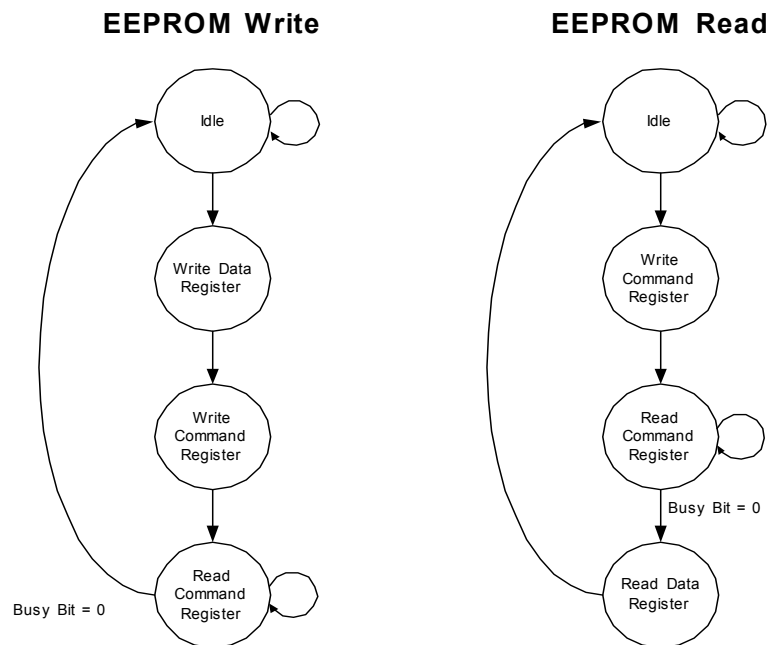 EEPROM Write
Idle
Write Data
Register
Write
Command
Register
Read
Command
Register
Busy Bit = 0
EEPROM Read
Idle
Write
Command
Register
Read
Command
Register
Busy Bit = 0
Read Data
Register